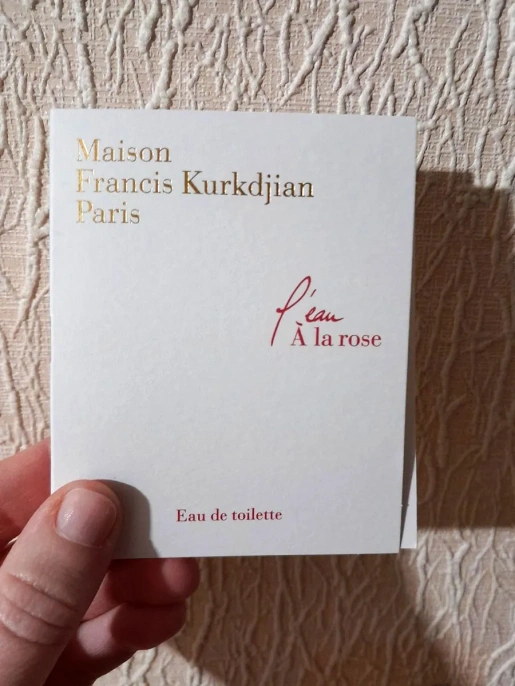 Maison
Francis Kurkdjian
Paris
l'eau
À la rose
Eau de toilette